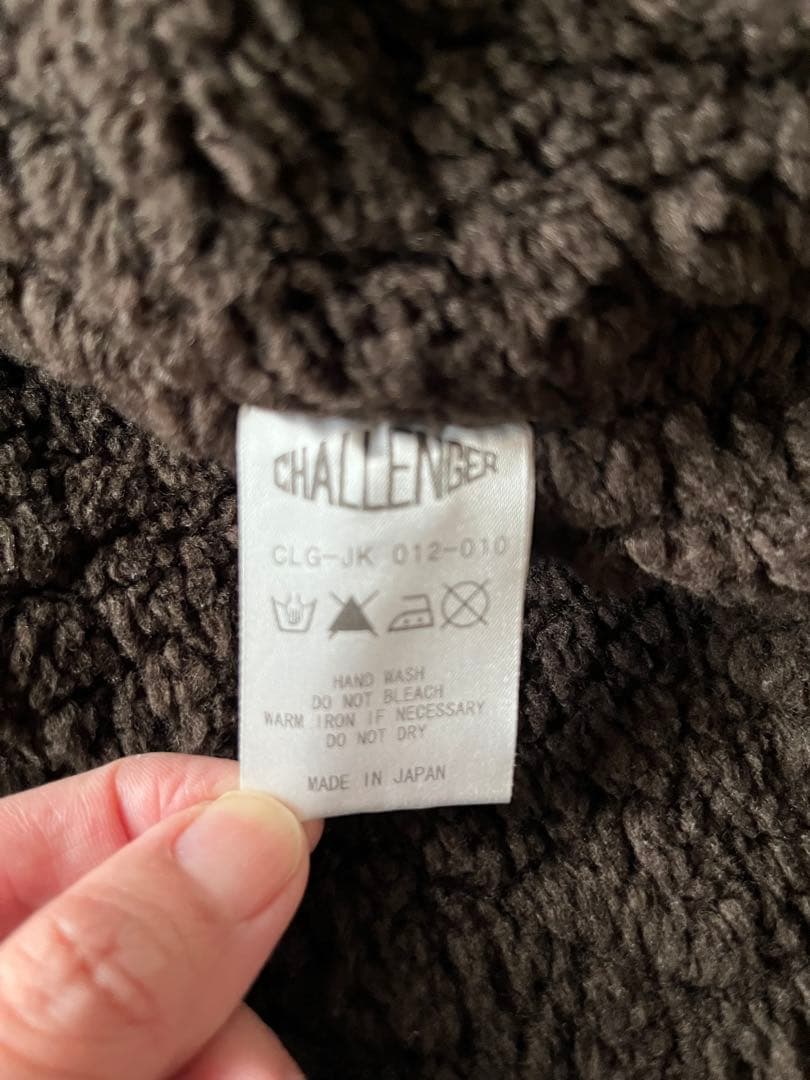 CHALLENGER
CLG-JK 012-010
HAND WASH
DO NOT BLEACH
WARM IRON IF NECESSARY
DO NOT DRY
MADE IN JAPAN